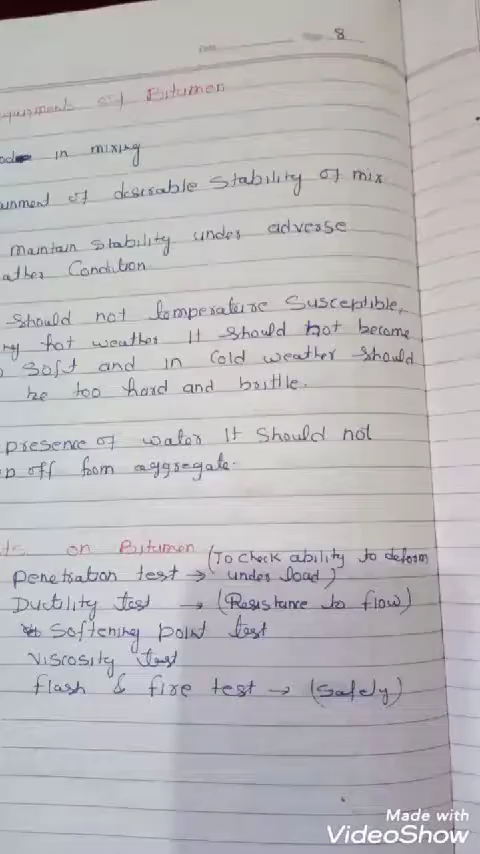 8
of Bitumen
in mixing
of desirable Stability of mix
maintain stability under adverse
Condition
should not temperature Susceptible,
hot weather It should not become
soft and in cold weather should
be too hard and brittle.
presence of water It should not
off from aggregate.
on Bitumen (To check ability to deform
penetration test → under load)
Ductility test → (Resistance to flow)
Softening point test
Viscosity test
flash & fire test → (Safely)
Made with
VideoShow